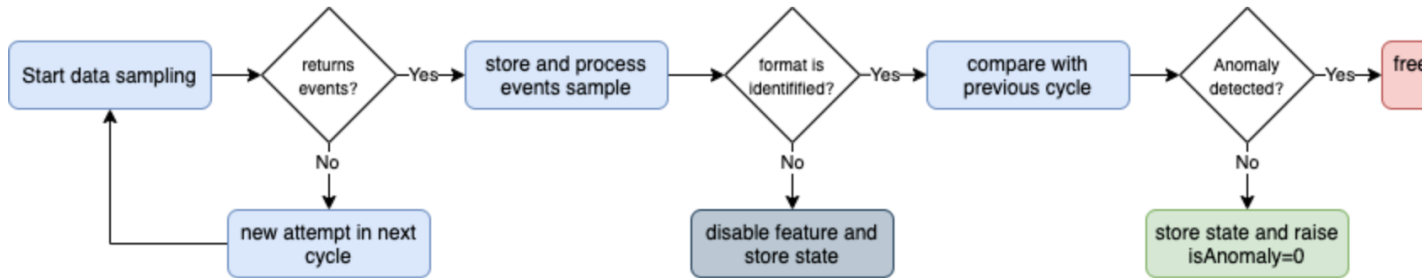 Start data sampling
returns
events?
Yes
store and process
events sample
format is
identifified?
Yes
compare with
previous cycle
Anomaly
detected?
Yes
free
No
new attempt in next
cycle
No
disable feature and
store state
No
store state and raise
isAnomaly=0